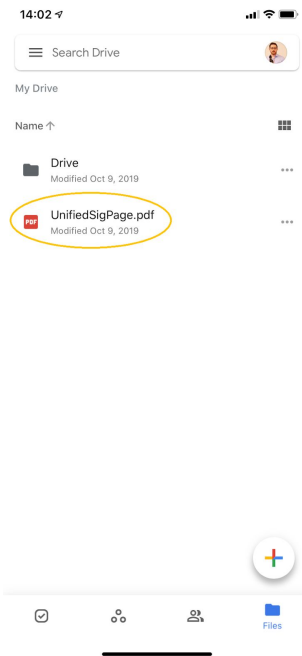 14:02
Search Drive
My Drive
Name
Drive
Modified Oct 9, 2019
PDF
UnifiedSigPage.pdf
Modified Oct 9, 2019
Files